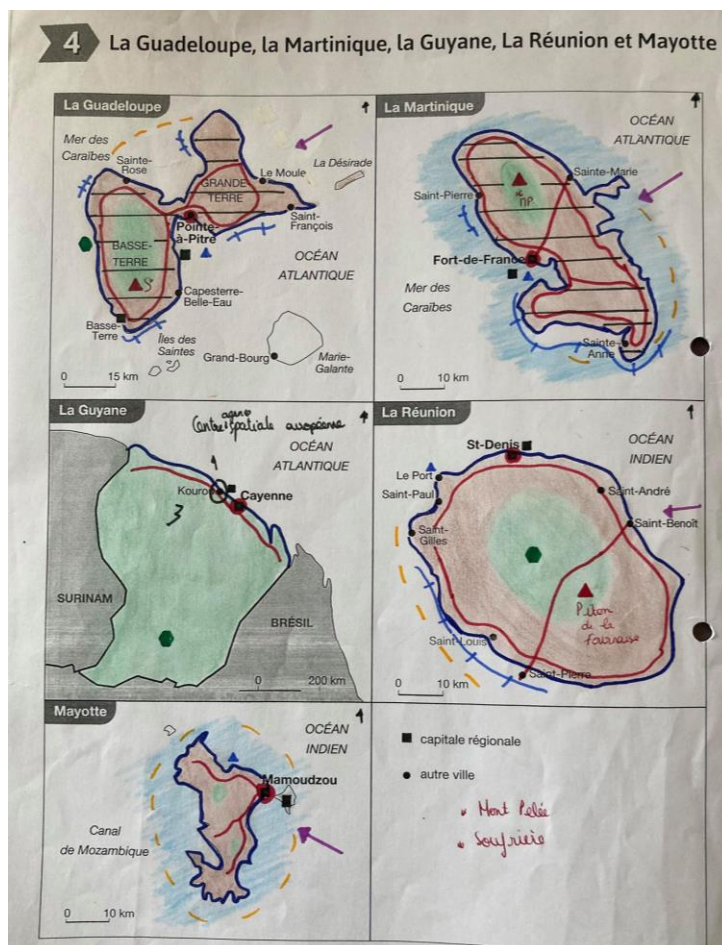 4 La Guadeloupe, la Martinique, la Guyane, La Réunion et Mayotte
La Guadeloupe
Mer des
Caraïbes
Sainte-
Rose
GRANDE-
TERRE
Le Moule
La Désirade
Pointe-
à-Pitre
Saint-
François
BASSE-
TERRE
S
OCÉAN
ATLANTIQUE
Capesterre-
Belle-Eau
Basse-
Terre
Îles des
Saintes
Grand-Bourg
Marie-
Galante
0 15 km
La Martinique
OCÉAN
ATLANTIQUE
Sainte-Marie
Saint-Pierre
MP
Fort-de-France
Mer des
Caraïbes
Sainte-
Anne
0 10 km
La Guyane
Centre spatiale européenne
OCÉAN
ATLANTIQUE
Kourou
Cayenne
SURINAM
BRÉSIL
0 200 km
La Réunion
St-Denis
OCÉAN
INDIEN
Le Port
Saint-Paul
Saint-André
Saint-Benoît
Saint-
Gilles
Piton
de la
fournaise
Saint-Louis
Saint-Pierre
0 10 km
Mayotte
OCÉAN
INDIEN
Mamoudzou
Canal
de Mozambique
0 10 km
capitale régionale
autre ville
Mont Pelée
Soufrière